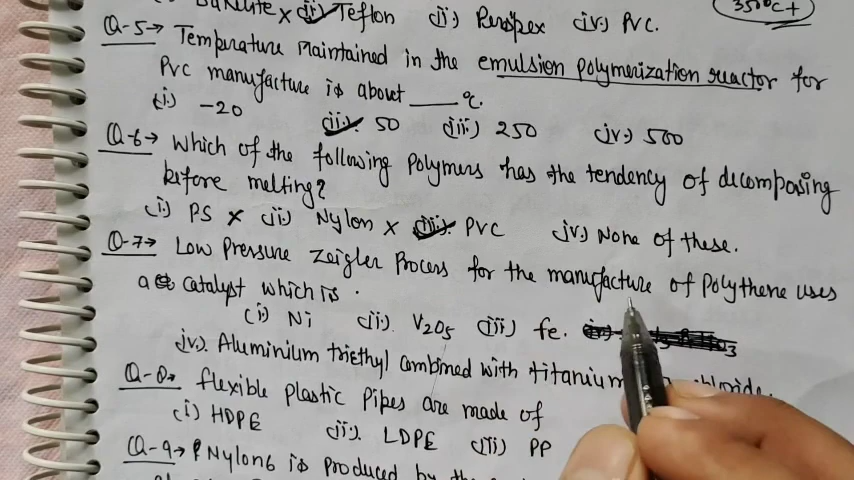 x (ii) Teflon (ii) Perspex (iv) PVC. 350°C+
Q-5→ Temperature Maintained in the emulsion polymerization reactor for
PVC manufacture is about ____ °C.
(i) -20 (ii) 50 (iii) 250 (iv) 500
Q-6→ Which of the following Polymers has the tendency of decomposing
before melting?
(i) PS x (ii) Nylon x (iii) PVC (iv) None of these.
Q-7→ Low Pressure Zeigler Process for the manufacture of Polythene uses
a catalyst which is
(i) Ni (ii) V2O5 (iii) fe.
(iv). Aluminium triethyl combined with titanium
Q-8→ flexible Plastic Pipes are made of
(i) HDPE (ii). LDPE (iii) PP
Q-9→ Nylon6 is Produced by the